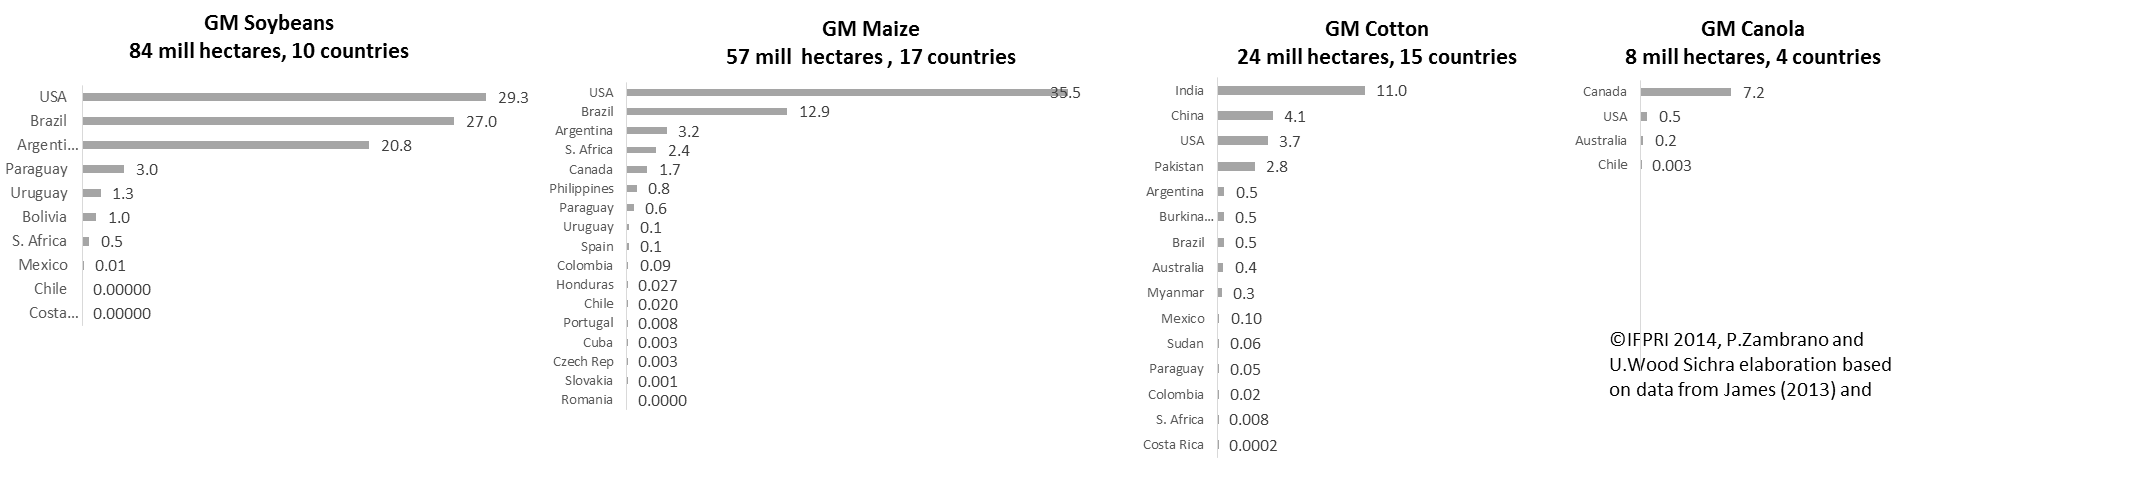 GM Soybeans
84 mill hectares, 10 countries
USA 29.3
Brazil 27.0
Argenti... 20.8
Paraguay 3.0
Uruguay 1.3
Bolivia 1.0
S. Africa 0.5
Mexico 0.01
Chile 0.00000
Costa... 0.00000
GM Maize
57 mill hectares , 17 countries
USA 35.5
Brazil 12.9
Argentina 3.2
S. Africa 2.4
Canada 1.7
Philippines 0.8
Paraguay 0.6
Uruguay 0.1
Spain 0.1
Colombia 0.09
Honduras 0.027
Chile 0.020
Portugal 0.008
Cuba 0.003
Czech Rep 0.003
Slovakia 0.001
Romania 0.0000
GM Cotton
24 mill hectares, 15 countries
India 11.0
China 4.1
USA 3.7
Pakistan 2.8
Argentina 0.5
Burkina... 0.5
Brazil 0.5
Australia 0.4
Myanmar 0.3
Mexico 0.10
Sudan 0.06
Paraguay 0.05
Colombia 0.02
S. Africa 0.008
Costa Rica 0.0002
GM Canola
8 mill hectares, 4 countries
Canada 7.2
USA 0.5
Australia 0.2
Chile 0.003
©IFPRI 2014, P.Zambrano and
U.Wood Sichra elaboration based
on data from James (2013) and